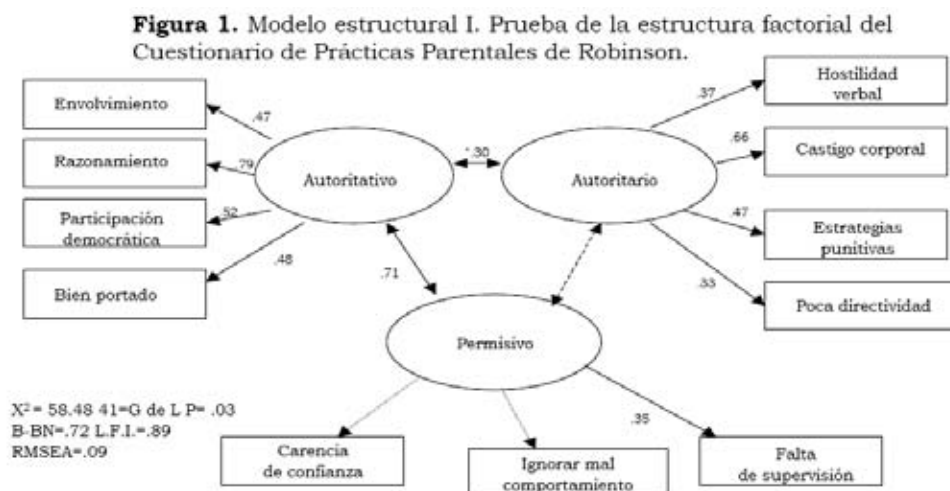 Figura 1. Modelo estructural I. Prueba de la estructura factorial del
Cuestionario de Prácticas Parentales de Robinson.
Envolvimiento
Razonamiento
Participación
democrática
Bien portado
.47
.79
.52
.48
Autoritativo
*.30
Autoritario
.37
.66
.47
.33
Hostilidad
verbal
Castigo corporal
Estrategias
punitivas
Poca directividad
.71
Permisivo
X²= 58.48 41=G de L P= .03
B-BN=.72 L.F.I.=.89
RMSEA=.09
.35
Carencia
de confianza
Ignorar mal
comportamiento
Falta
de supervisión